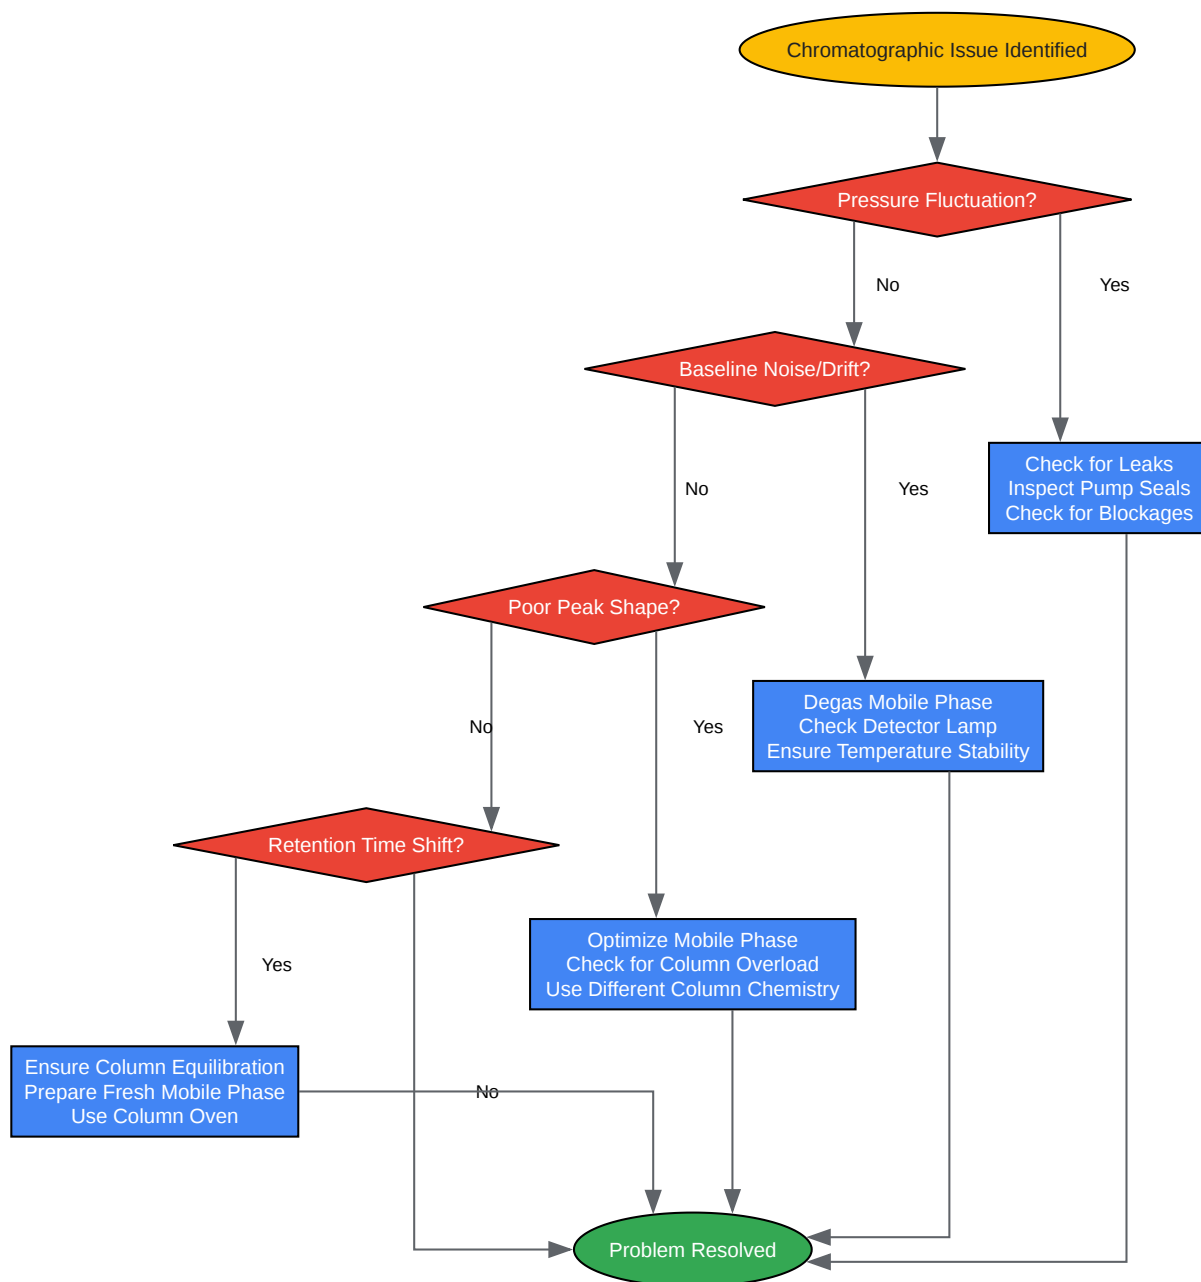 Chromatographic Issue Identified
Pressure Fluctuation?
No
Yes
Baseline Noise/Drift?
Check for Leaks
Inspect Pump Seals
Check for Blockages
No
Yes
Poor Peak Shape?
Degas Mobile Phase
Check Detector Lamp
Ensure Temperature Stability
No
Yes
Retention Time Shift?
Optimize Mobile Phase
Check for Column Overload
Use Different Column Chemistry
Yes
Ensure Column Equilibration
Prepare Fresh Mobile Phase
Use Column Oven
No
Problem Resolved